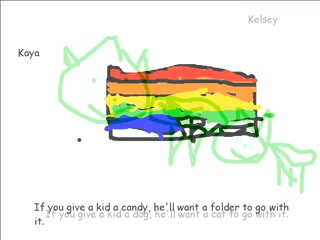 Kelsey
Kaya
If you give a kid a candy, he'll want a folder to go with
it.
If you give a kid a dog, he'll want a cat to go with it.